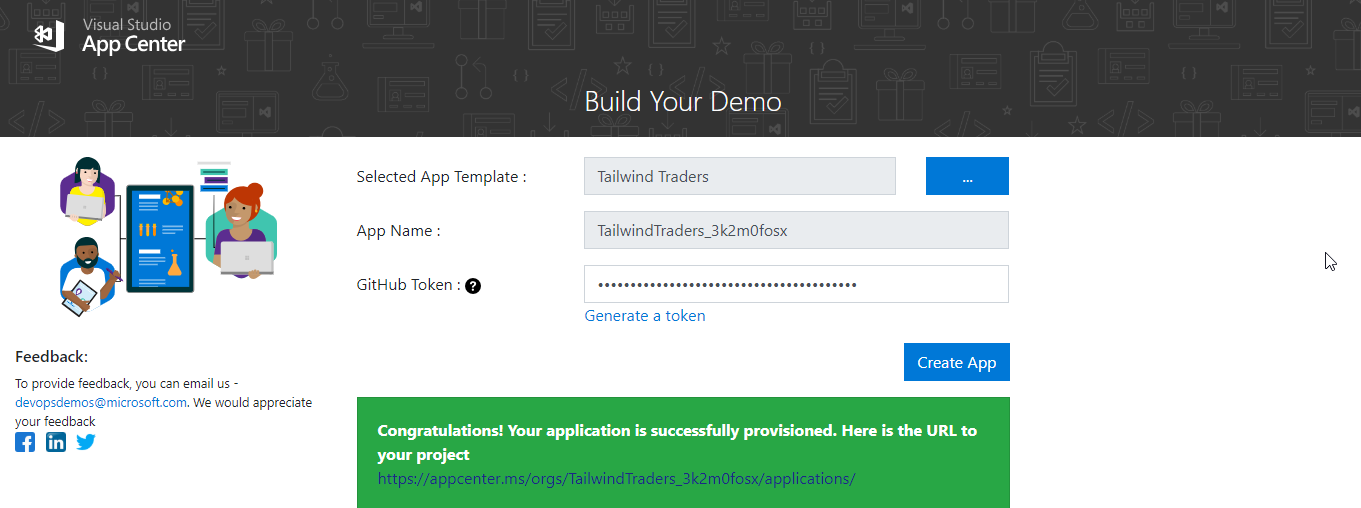 Visual Studio
App Center
Build Your Demo
Selected App Template :
Tailwind Traders
...
App Name :
TailwindTraders_3k2m0fosx
GitHub Token : ?
••••••••••••••••••••••••••••••••••••••••
Generate a token
Create App
Feedback:
To provide feedback, you can email us -
devopsdemos@microsoft.com. We would appreciate
your feedback
Congratulations! Your application is successfully provisioned. Here is the URL to
your project
https://appcenter.ms/orgs/TailwindTraders_3k2m0fosx/applications/